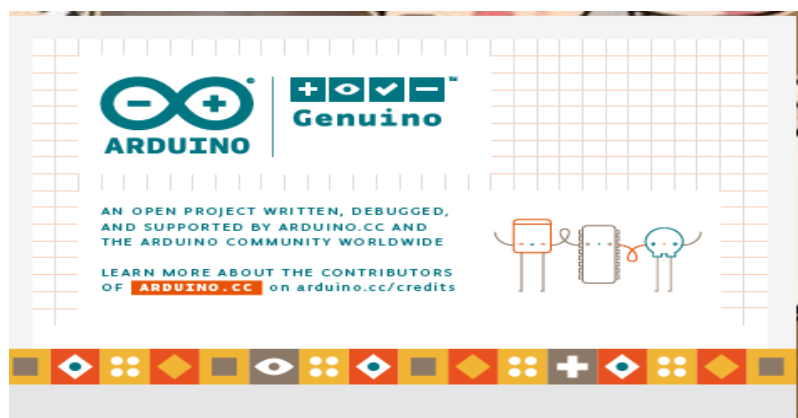 ARDUINO
Genuino
AN OPEN PROJECT WRITTEN, DEBUGGED,
AND SUPPORTED BY ARDUINO.CC AND
THE ARDUINO COMMUNITY WORLDWIDE
LEARN MORE ABOUT THE CONTRIBUTORS
OF ARDUINO.CC on arduino.cc/credits